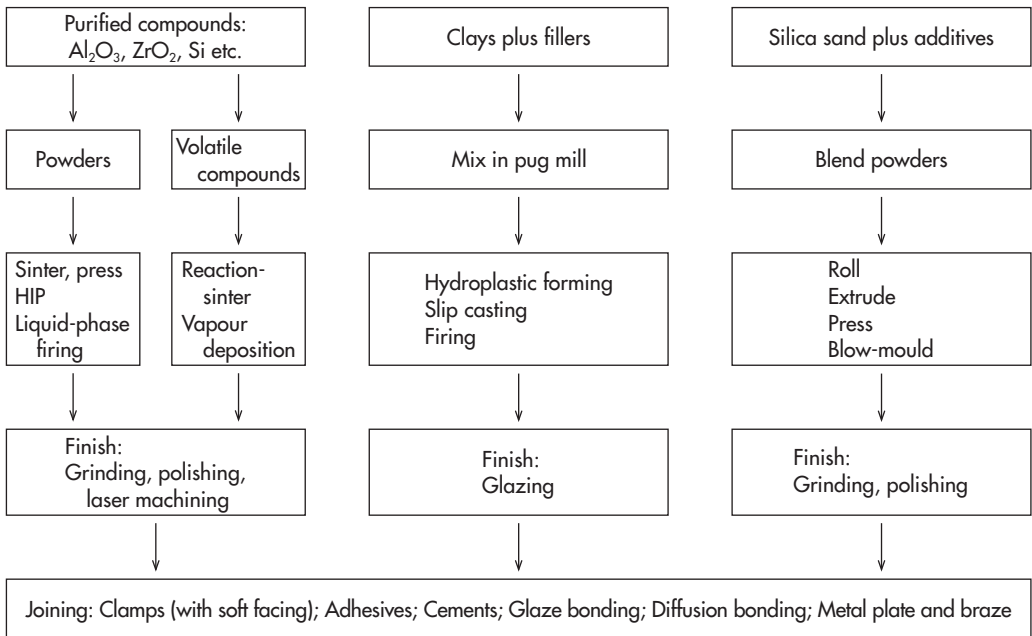 Purified compounds:
Al₂O₃, ZrO₂, Si etc.
Clays plus fillers
Silica sand plus additives
Powders
Volatile
compounds
Mix in pug mill
Blend powders
Sinter, press
HIP
Liquid-phase
firing
Reaction-
sinter
Vapour
deposition
Hydroplastic forming
Slip casting
Firing
Roll
Extrude
Press
Blow-mould
Finish:
Grinding, polishing,
laser machining
Finish:
Glazing
Finish:
Grinding, polishing
Joining: Clamps (with soft facing); Adhesives; Cements; Glaze bonding; Diffusion bonding; Metal plate and braze